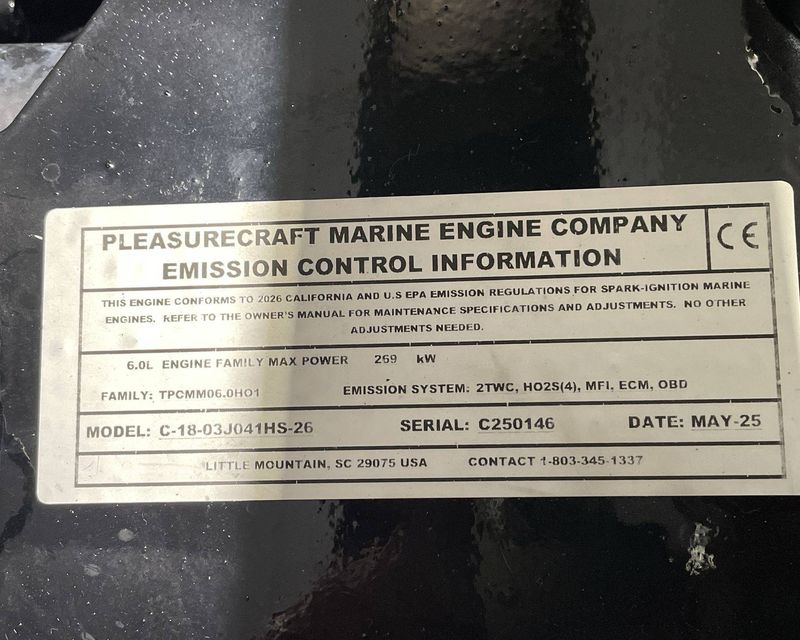 PLEASURECRAFT MARINE ENGINE COMPANY
EMISSION CONTROL INFORMATION
CE
THIS ENGINE CONFORMS TO 2026 CALIFORNIA AND U.S EPA EMISSION REGULATIONS FOR SPARK-IGNITION MARINE
ENGINES. REFER TO THE OWNER'S MANUAL FOR MAINTENANCE SPECIFICATIONS AND ADJUSTMENTS. NO OTHER
ADJUSTMENTS NEEDED.
6.0L ENGINE FAMILY MAX POWER 269 kW
FAMILY: TPCMM06.0HO1 EMISSION SYSTEM: 2TWC, HO2S(4), MFI, ECM, OBD
MODEL: C-18-03J041HS-26 SERIAL: C250146 DATE: MAY-25
LITTLE MOUNTAIN, SC 29075 USA CONTACT 1-803-345-1337